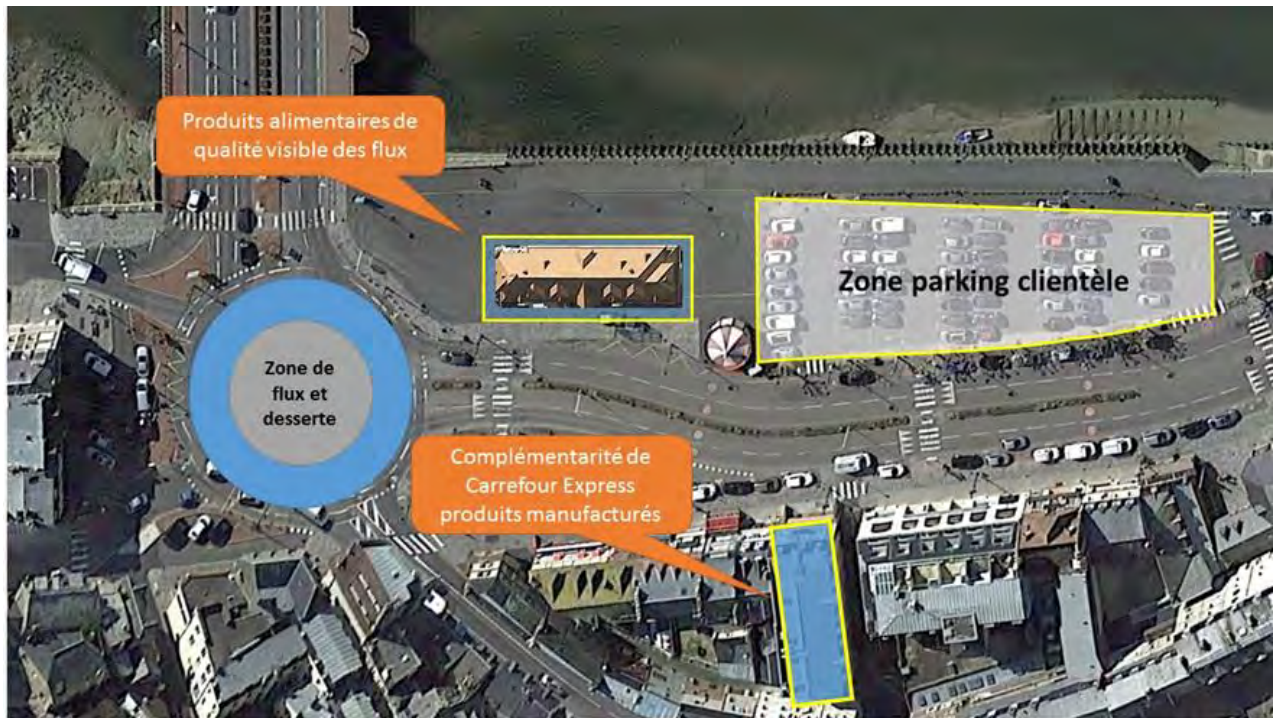 Produits alimentaires de
qualité visible des flux
Zone parking clientèle
Zone de
flux et
desserte
Complémentarité de
Carrefour Express
produits manufacturés